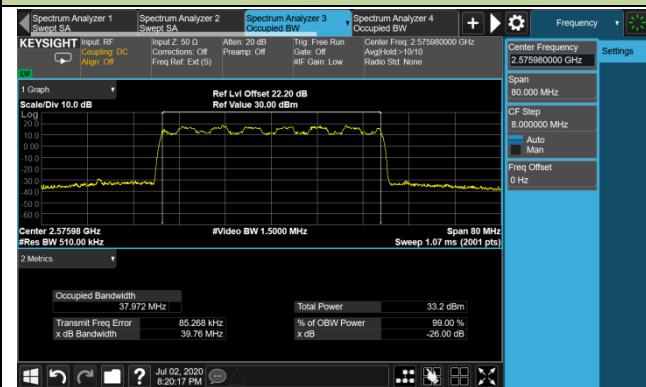 Spectrum Analyzer 1
Swept SA
Spectrum Analyzer 2
Swept SA
Spectrum Analyzer 3
Occupied BW
Spectrum Analyzer 4
Occupied BW
Frequency
KEYSIGHT
Input: RF
Coupling: DC
Align: Off
Input Z: 50 Ω
Corrections: Off
Freq Ref: Ext (S)
Atten: 20 dB
Preamp: Off
Trig: Free Run
Gate: Off
#IF Gain: Low
Center Freq: 2.575980000 GHz
Avg|Hold:>10/10
Radio Std: None
Center Frequency
2.575980000 GHz
Settings
Span
80.000 MHz
CF Step
8.000000 MHz
Auto
Man
Freq Offset
0 Hz
1 Graph
Scale/Div 10.0 dB
Ref Lvl Offset 22.20 dB
Ref Value 30.00 dBm
Log
20.0
10.0
0.00
-10.0
-20.0
-30.0
-40.0
-50.0
-60.0
Center 2.57598 GHz
#Res BW 510.00 kHz
#Video BW 1.5000 MHz
Span 80 MHz
Sweep 1.07 ms (2001 pts)
2 Metrics
Occupied Bandwidth
37.972 MHz
Total Power 33.2 dBm
Transmit Freq Error 85.268 kHz
% of OBW Power 99.00 %
x dB Bandwidth 39.76 MHz
x dB -26.00 dB
?
Jul 02, 2020
8:20:17 PM